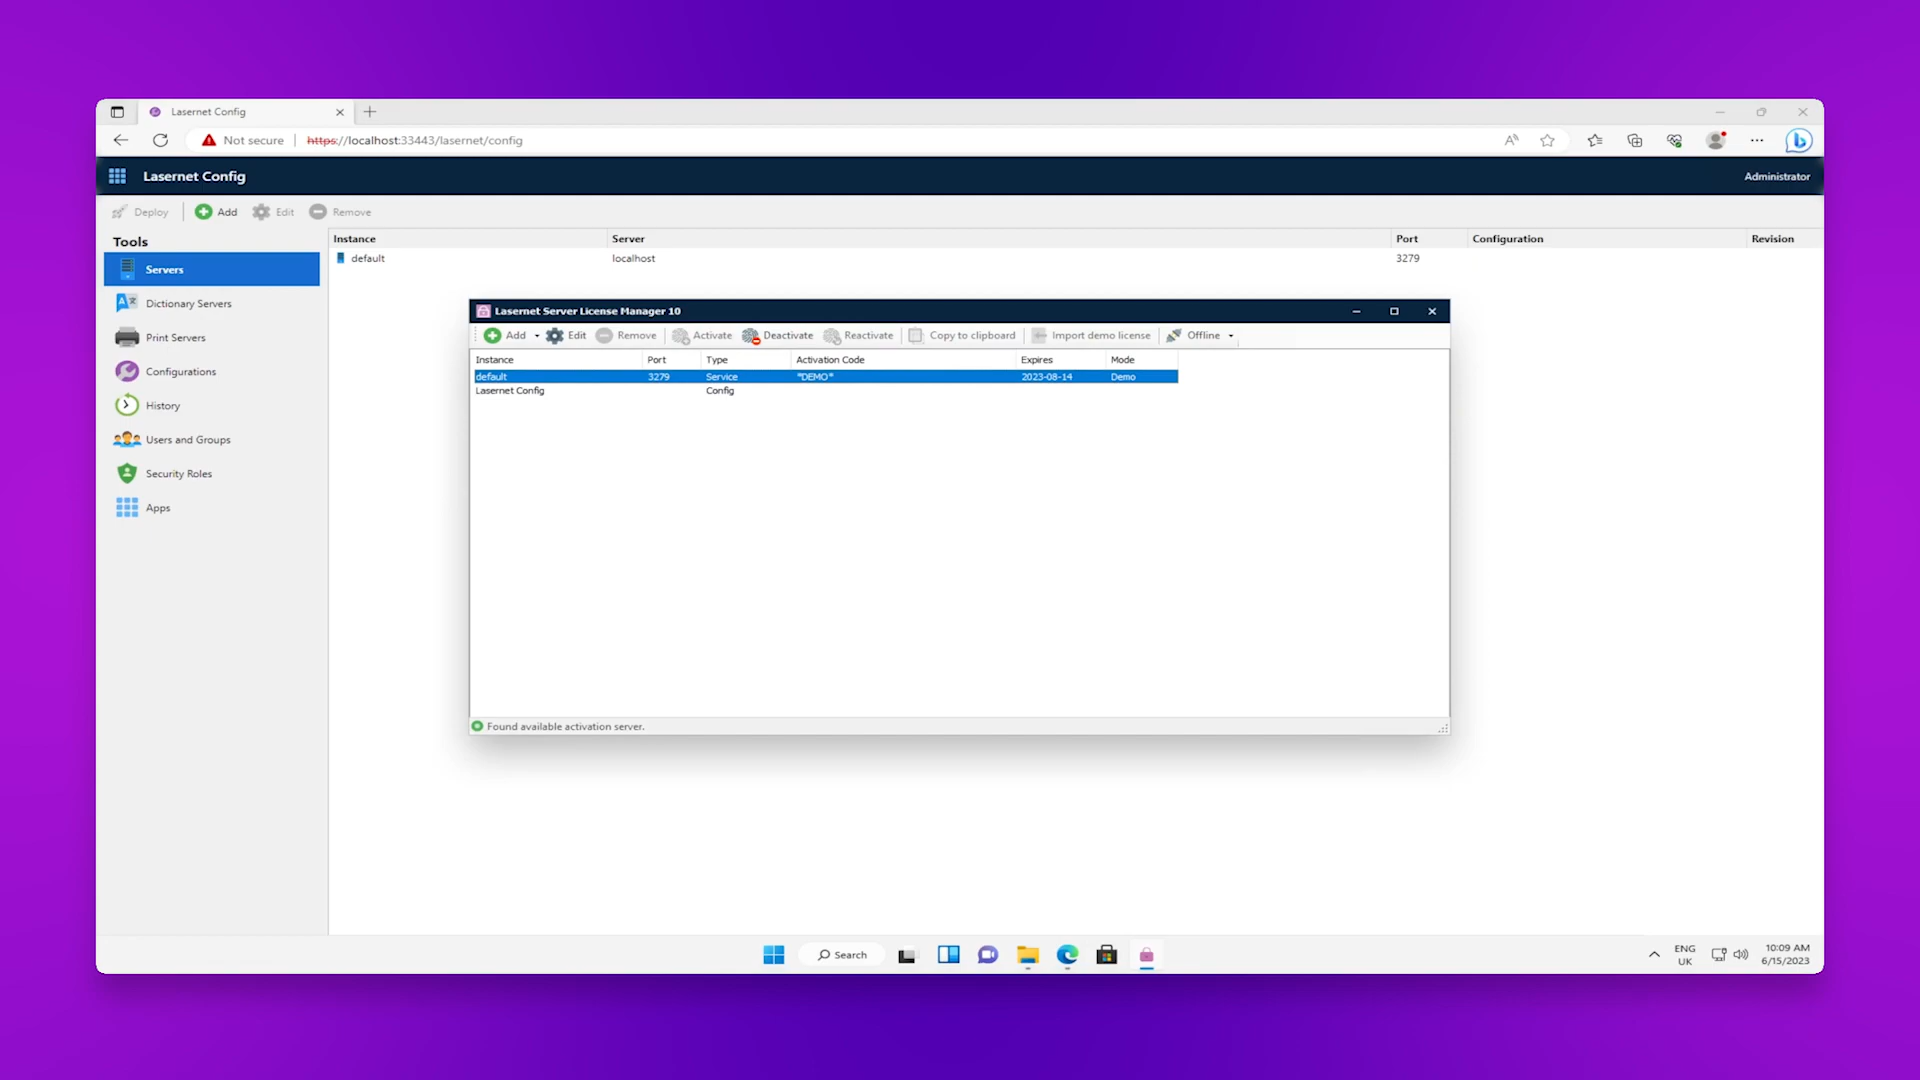 Lasernet Config
Not secure https://localhost:33443/lasernet/config
Lasernet Config Administrator
Deploy Add Edit Remove
Tools
Servers
Dictionary Servers
Print Servers
Configurations
History
Users and Groups
Security Roles
Apps
Instance Server Port Configuration Revision
default localhost 3279
Lasernet Server License Manager 10
Add Edit Remove Activate Deactivate Reactivate Copy to clipboard Import demo license Offline
Instance Port Type Activation Code Expires Mode
default 3279 Service *DEMO* 2023-08-14 Demo
Lasernet Config Config
Found available activation server.
Search
ENG
UK
10:09 AM
6/15/2023